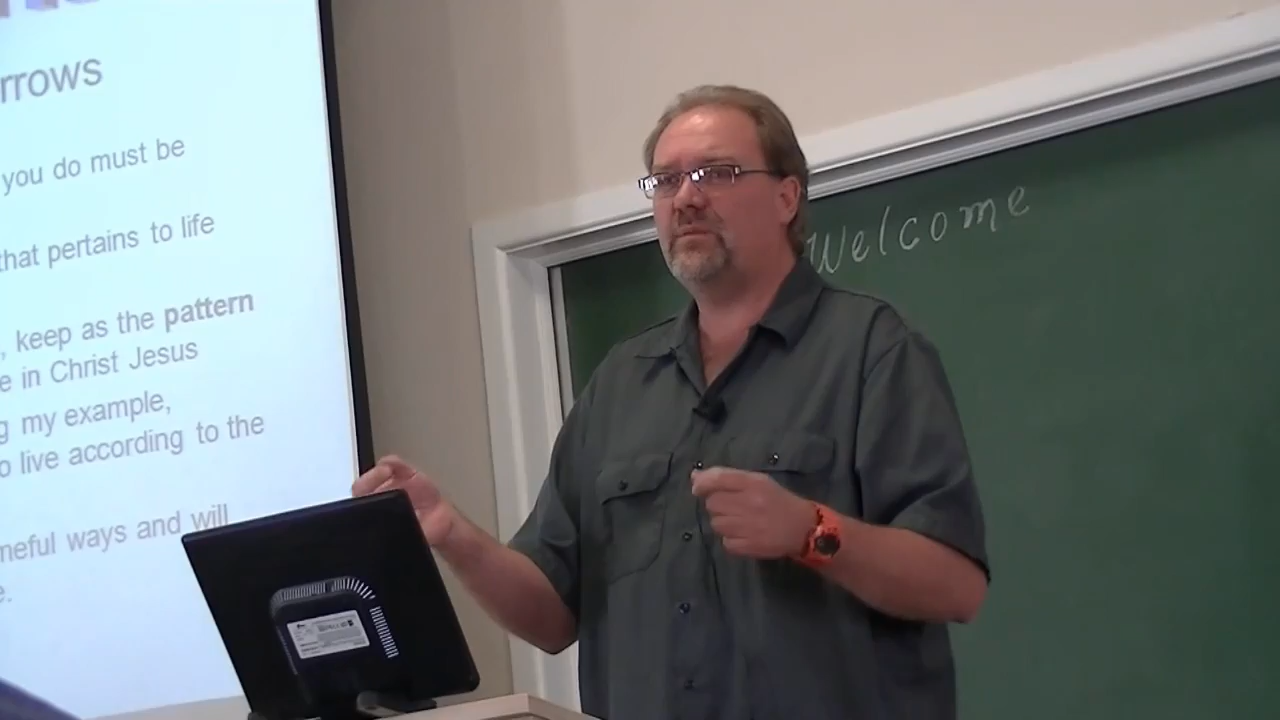 rrows
you do must be
that pertains to life
, keep as the pattern
e in Christ Jesus
g my example,
o live according to the
neful ways and will
e.
Welcome